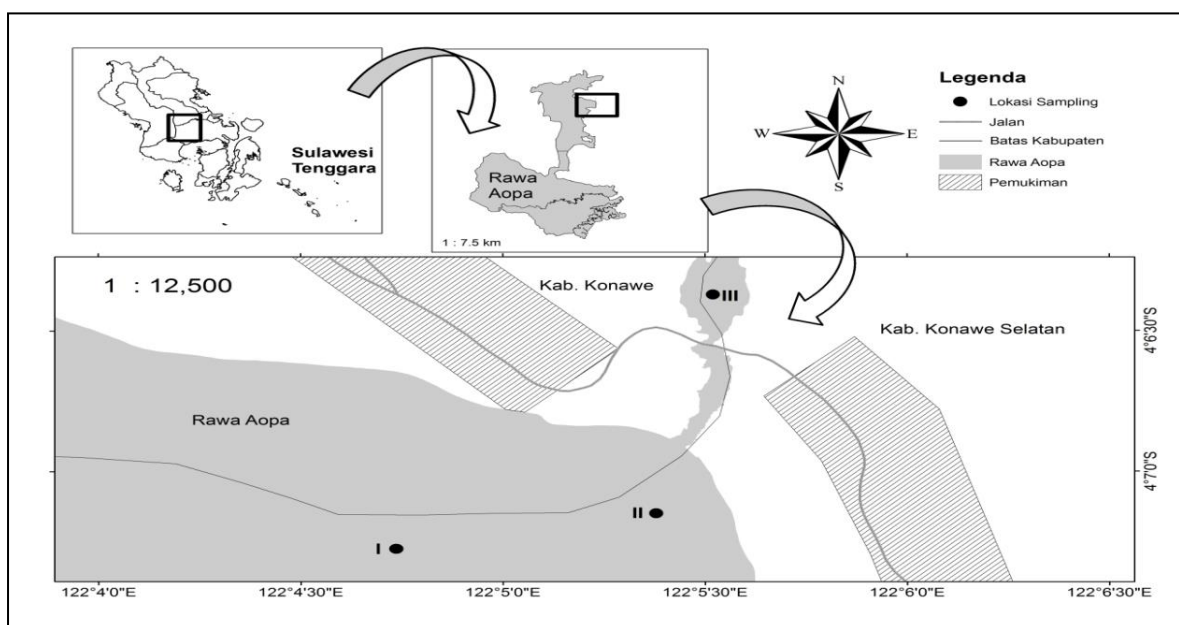 Sulawesi
Tenggara
Rawa
Aopa
1 : 7.5 km
N
W
E
S
Legenda
Lokasi Sampling
Jalan
Batas Kabupaten
Rawa Aopa
Pemukiman
1 : 12,500
Kab. Konawe
III
Kab. Konawe Selatan
4°6'30"S
Rawa Aopa
4°7'0"S
II
I
122°4'0"E
122°4'30"E
122°5'0"E
122°5'30"E
122°6'0"E
122°6'30"E